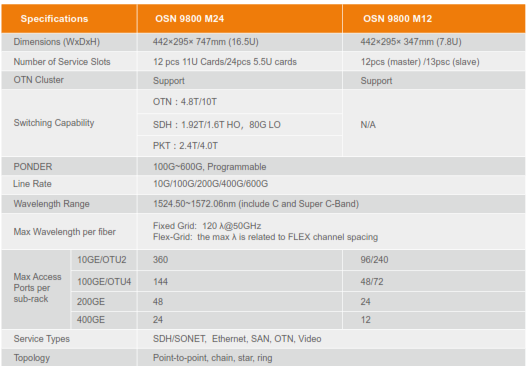 Specifications OSN 9800 M24 OSN 9800 M12
Dimensions (WxDxH) 442×295× 747mm (16.5U) 442×295× 347mm (7.8U)
Number of Service Slots 12 pcs 11U Cards/24pcs 5.5U cards 12pcs (master) /13psc (slave)
OTN Cluster Support Support
OTN：4.8T/10T
Switching Capability SDH：1.92T/1.6T HO，80G LO N/A
PKT：2.4T/4.0T
PONDER 100G~600G, Programmable
Line Rate 10G/100G/200G/400G/600G
Wavelength Range 1524.50~1572.06nm (include C and Super C-Band)
Max Wavelength per fiber Fixed Grid: 120 λ@50GHz
Flex-Grid: the max λ is related to FLEX channel spacing
Max Access
Ports per
sub-rack
10GE/OTU2 360 96/240
100GE/OTU4 144 48/72
200GE 48 24
400GE 24 12
Service Types SDH/SONET, Ethernet, SAN, OTN, Video
Topology Point-to-point, chain, star, ring